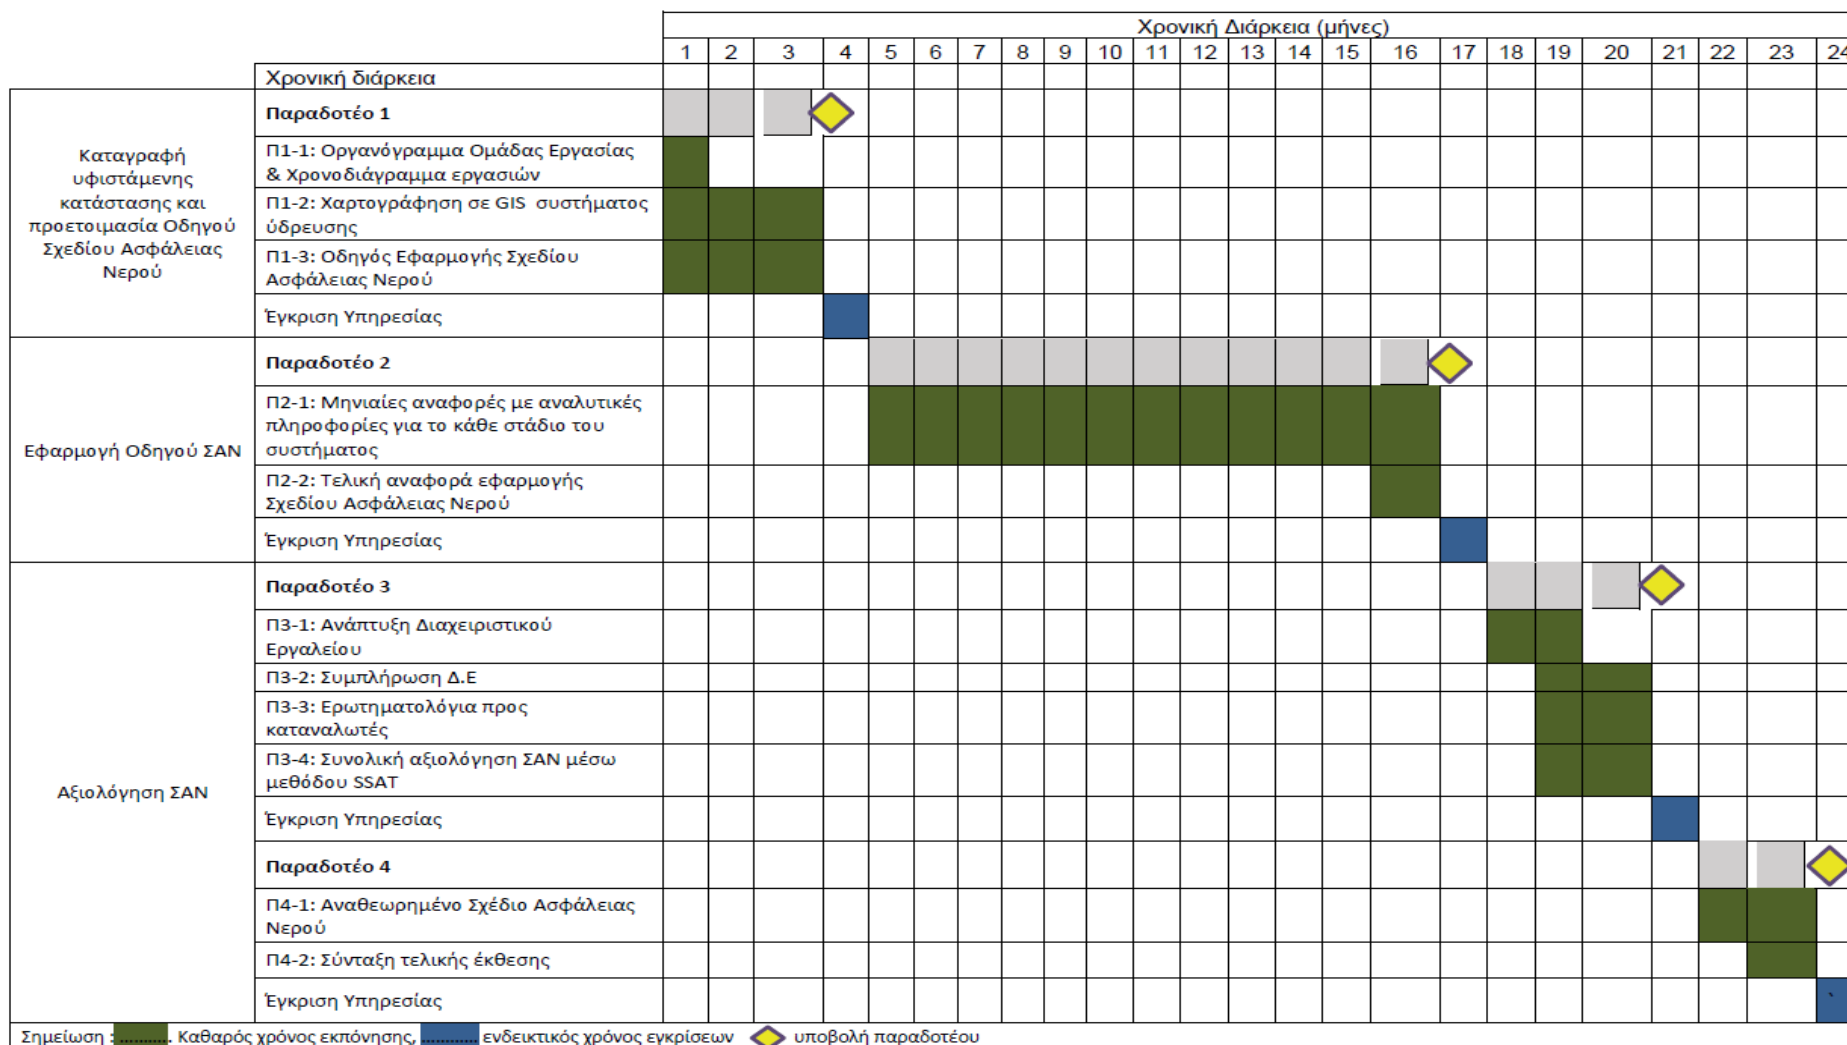 Χρονική Διάρκεια (μήνες)
1 2 3 4 5 6 7 8 9 10 11 12 13 14 15 16 17 18 19 20 21 22 23 24
Χρονική διάρκεια
Καταγραφή
υφιστάμενης
κατάστασης και
προετοιμασία Οδηγού
Σχεδίου Ασφάλειας
Νερού
Παραδοτέο 1
Π1-1: Οργανόγραμμα Ομάδας Εργασίας
& Χρονοδιάγραμμα εργασιών
Π1-2: Χαρτογράφηση σε GIS συστήματος
ύδρευσης
Π1-3: Οδηγός Εφαρμογής Σχεδίου
Ασφάλειας Νερού
Έγκριση Υπηρεσίας
Εφαρμογή Οδηγού ΣΑΝ
Παραδοτέο 2
Π2-1: Μηνιαίες αναφορές με αναλυτικές
πληροφορίες για το κάθε στάδιο του
συστήματος
Π2-2: Τελική αναφορά εφαρμογής
Σχεδίου Ασφάλειας Νερού
Έγκριση Υπηρεσίας
Αξιολόγηση ΣΑΝ
Παραδοτέο 3
Π3-1: Ανάπτυξη Διαχειριστικού
Εργαλείου
Π3-2: Συμπλήρωση Δ.Ε
Π3-3: Ερωτηματολόγια προς
καταναλωτές
Π3-4: Συνολική αξιολόγηση ΣΑΝ μέσω
μεθόδου SSAT
Έγκριση Υπηρεσίας
Παραδοτέο 4
Π4-1: Αναθεωρημένο Σχέδιο Ασφάλειας
Νερού
Π4-2: Σύνταξη τελικής έκθεσης
Έγκριση Υπηρεσίας
Σημείωση : ........... Καθαρός χρόνος εκπόνησης, ............ ενδεικτικός χρόνος εγκρίσεων υποβολή παραδοτέου